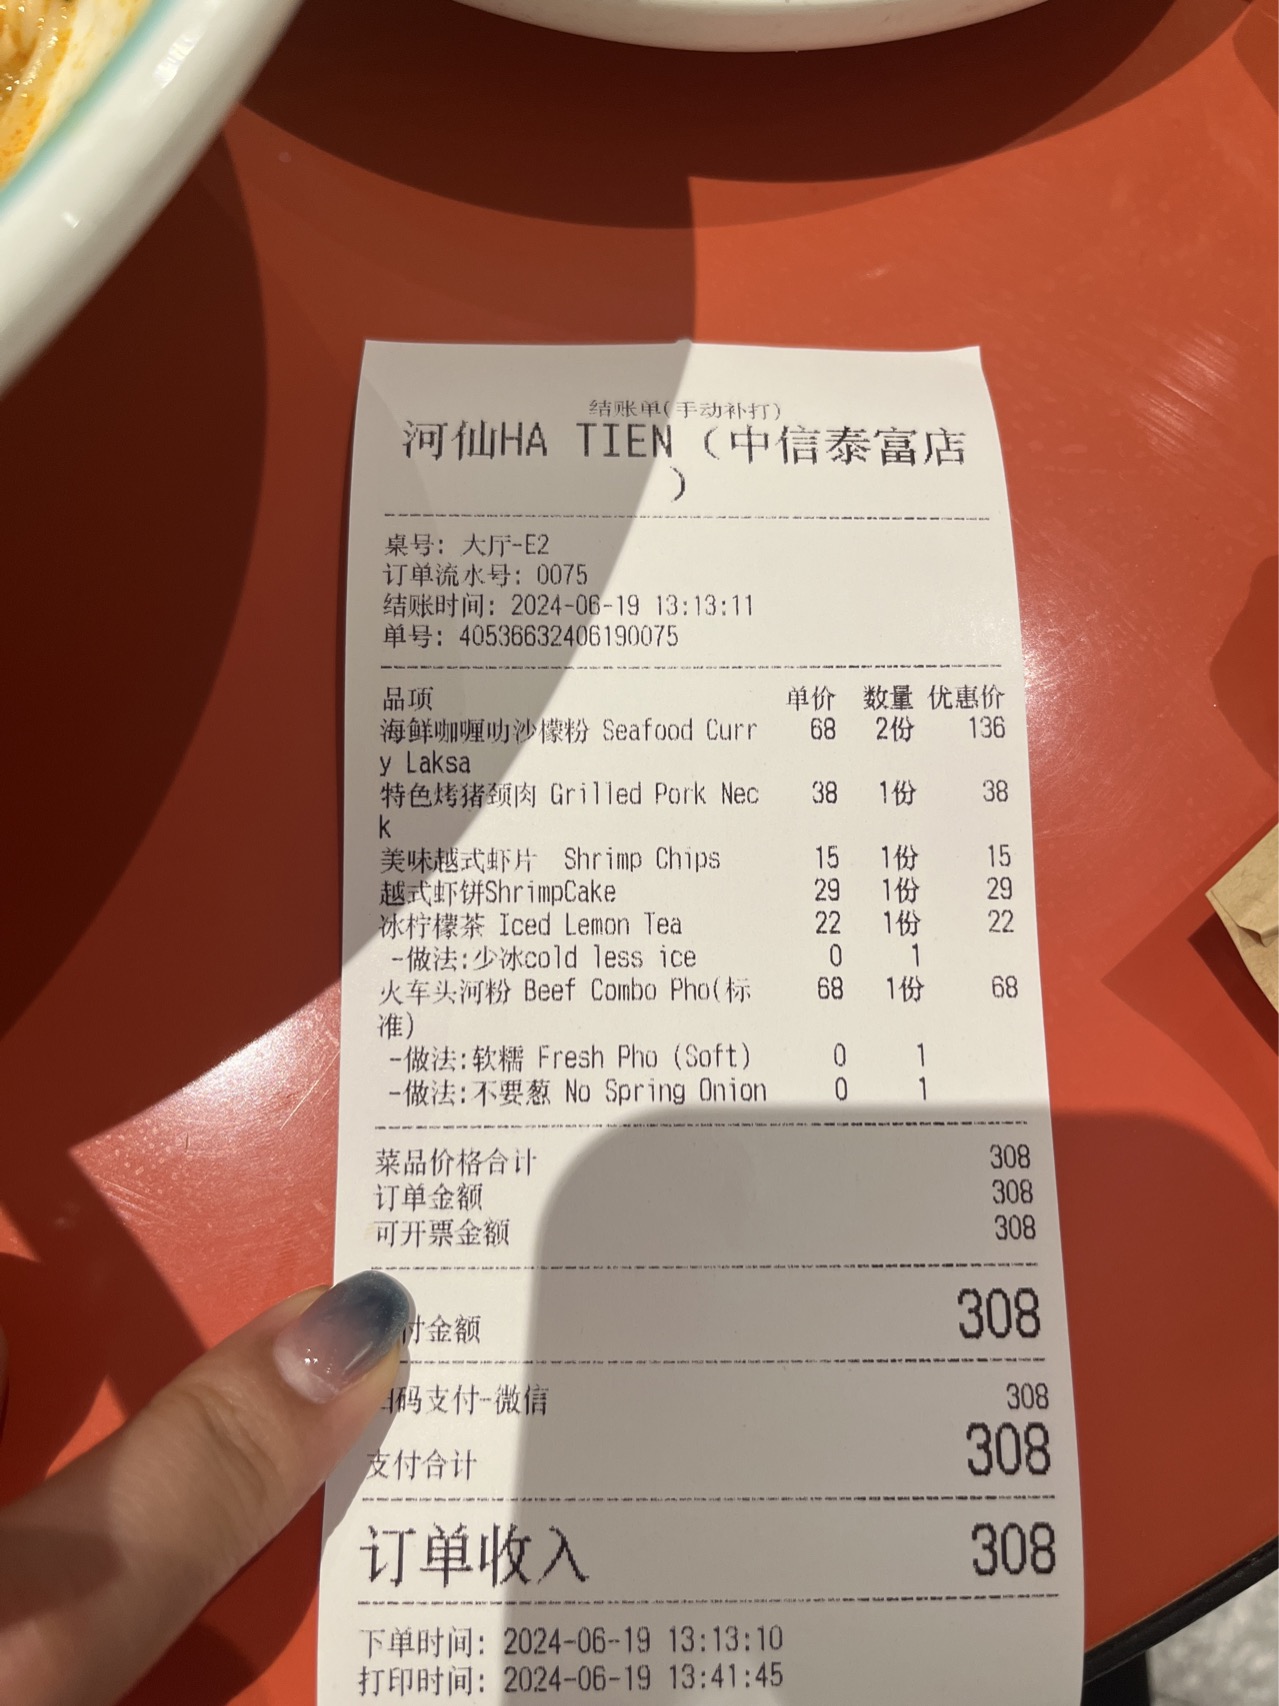 结账单(手动补打)
河仙HA TIEN（中信泰富店
）
桌号: 大厅-E2
订单流水号: 0075
结账时间: 2024-06-19 13:13:11
单号: 40536632406190075
品项 单价 数量 优惠价
海鲜咖喱叻沙檬粉 Seafood Curr 68 2份 136
y Laksa
特色烤猪颈肉 Grilled Pork Nec 38 1份 38
k
美味越式虾片 Shrimp Chips 15 1份 15
越式虾饼ShrimpCake 29 1份 29
冰柠檬茶 Iced Lemon Tea 22 1份 22
-做法:少冰cold less ice 0 1
火车头河粉 Beef Combo Pho(标 68 1份 68
准)
-做法:软糯 Fresh Pho (Soft) 0 1
-做法:不要葱 No Spring Onion 0 1
菜品价格合计 308
订单金额 308
可开票金额 308
付金额 308
码支付-微信 308
支付合计 308
订单收入 308
下单时间: 2024-06-19 13:13:10
打印时间: 2024-06-19 13:41:45